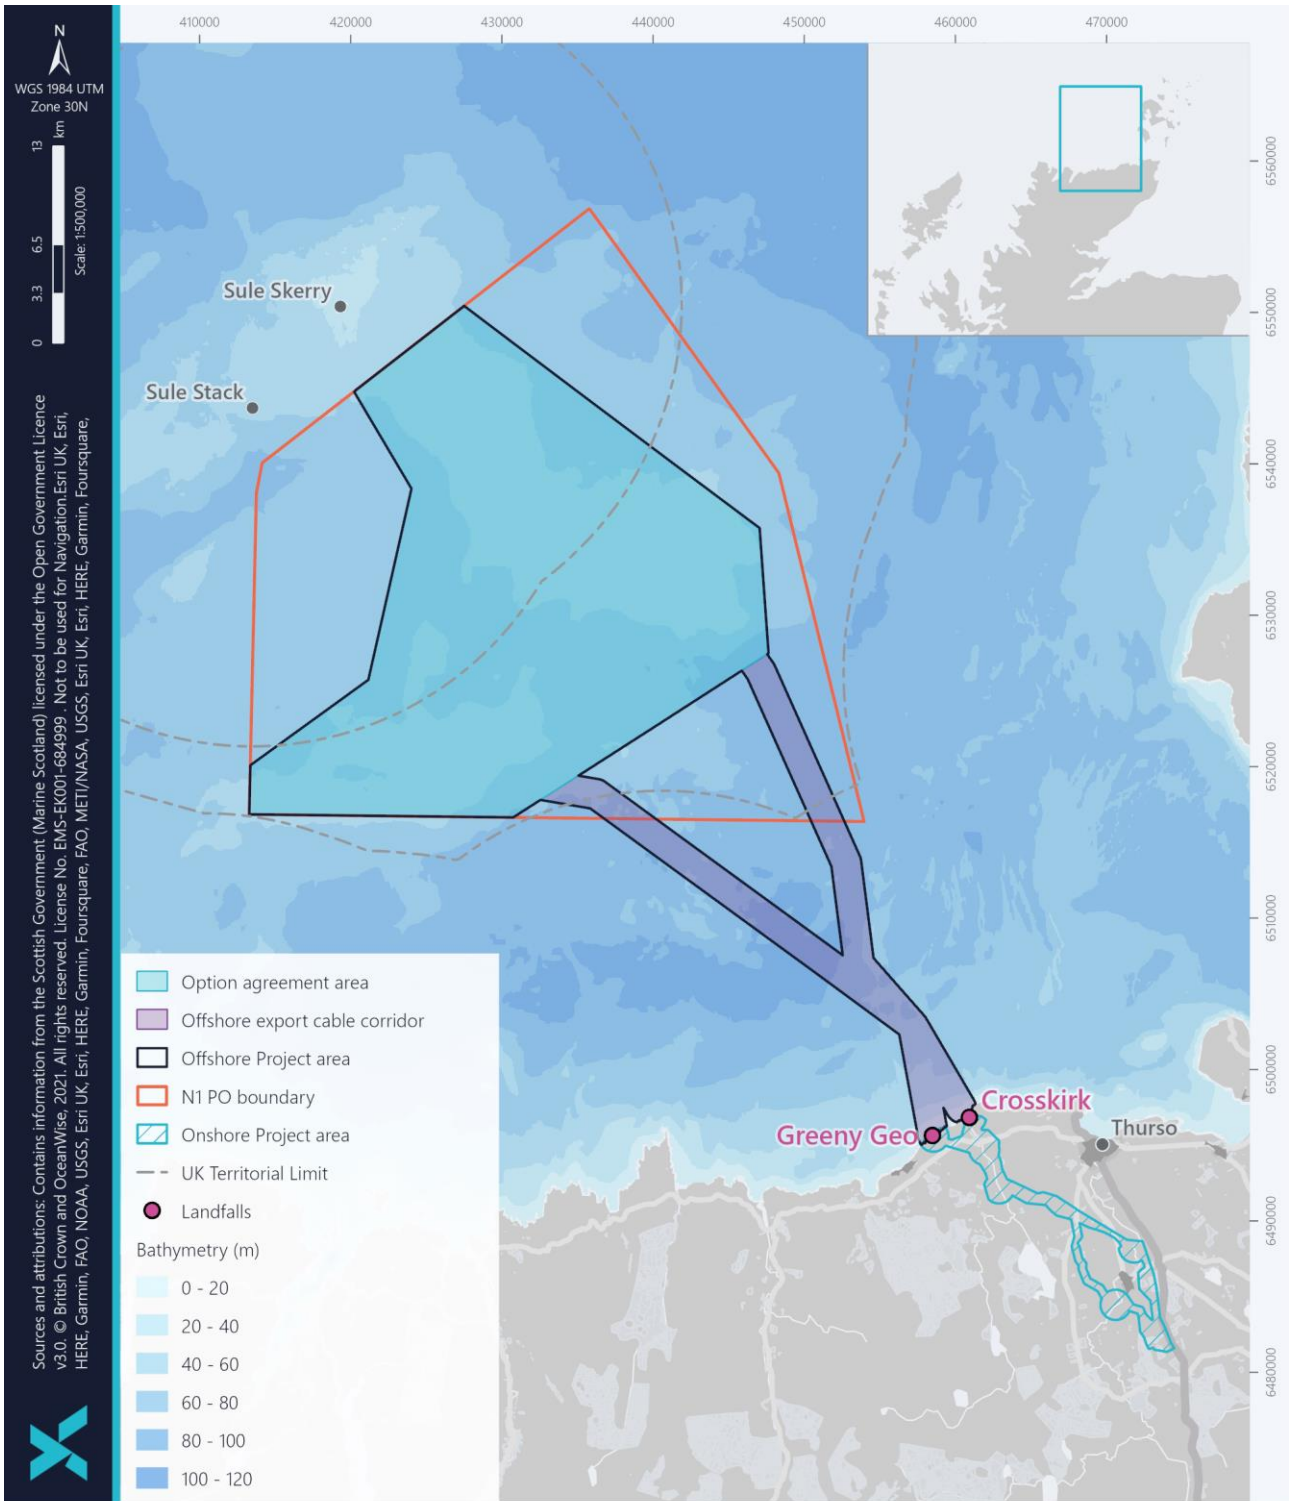 410000
420000
430000
440000
450000
460000
470000
N
WGS 1984 UTM
Zone 30N
km
0
3.3
6.5
13
Scale: 1:500,000
Sources and attributions: Contains information from the Scottish Government (Marine Scotland) licensed under the Open Government Licence
v3.0. © British Crown and OceanWise, 2021. All rights reserved. License No. EMS-EK001-684999 . Not to be used for Navigation.Esri UK, Esri,
HERE, Garmin, FAO, NOAA, USGS, Esri UK, Esri, HERE, Garmin, Foursquare, FAO, METI/NASA, USGS, Esri UK, Esri, HERE, Garmin, Foursquare,
6560000
6550000
6540000
6530000
6520000
6510000
6500000
6490000
6480000
Sule Skerry
Sule Stack
Crosskirk
Greeny Geo
Thurso
Option agreement area
Offshore export cable corridor
Offshore Project area
N1 PO boundary
Onshore Project area
UK Territorial Limit
Landfalls
Bathymetry (m)
0 - 20
20 - 40
40 - 60
60 - 80
80 - 100
100 - 120